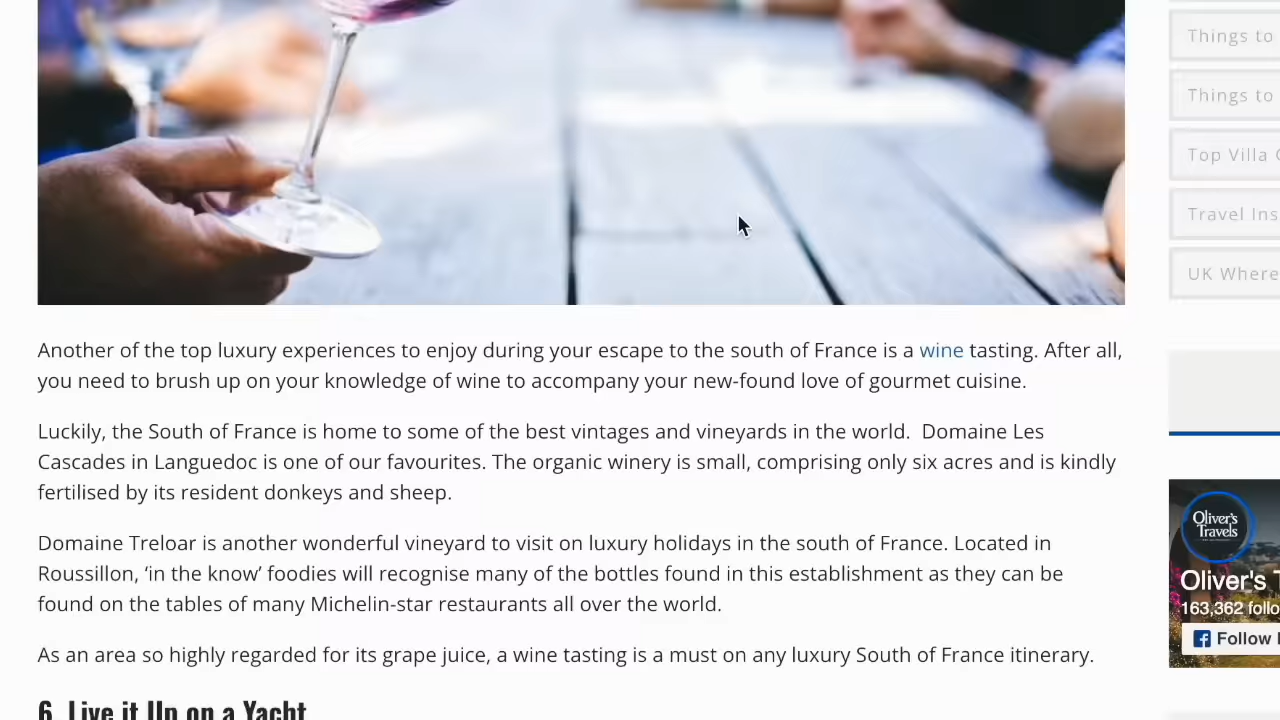 Things to
Things to
Top Villa
Travel Ins
UK Where
Another of the top luxury experiences to enjoy during your escape to the south of France is a wine tasting. After all,
you need to brush up on your knowledge of wine to accompany your new-found love of gourmet cuisine.
Luckily, the South of France is home to some of the best vintages and vineyards in the world.  Domaine Les
Cascades in Languedoc is one of our favourites. The organic winery is small, comprising only six acres and is kindly
fertilised by its resident donkeys and sheep.
Domaine Treloar is another wonderful vineyard to visit on luxury holidays in the south of France. Located in
Roussillon, ‘in the know’ foodies will recognise many of the bottles found in this establishment as they can be
found on the tables of many Michelin-star restaurants all over the world.
As an area so highly regarded for its grape juice, a wine tasting is a must on any luxury South of France itinerary.
6. Live it Up on a Yacht
Oliver's
Travels
Oliver's T
163,362 follo
Follow